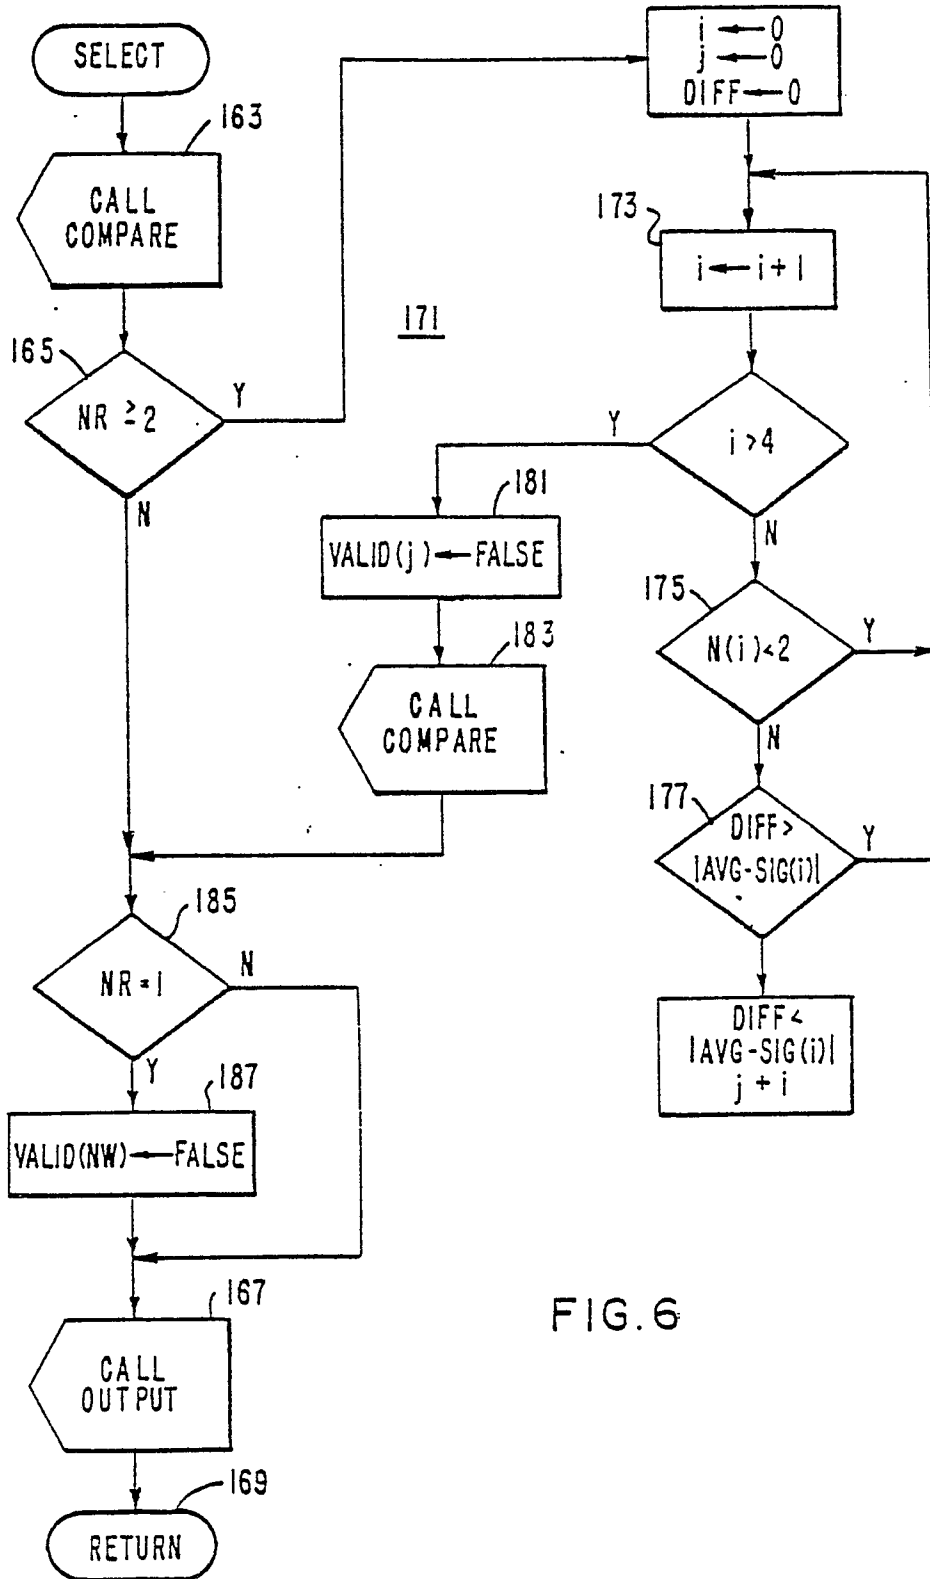 SELECT
163
CALL
COMPARE
165
NR ≥ 2
Y
N
i ← 0
j ← 0
DIFF ← 0
173
i ← i + 1
171
i > 4
Y
N
181
VALID(j) ← FALSE
183
CALL
COMPARE
175
N(i) < 2
Y
N
177
DIFF >
|AVG-SIG(i)|
Y
DIFF <
|AVG-SIG(i)|
j + i
185
NR = 1
N
Y
187
VALID(NW) ← FALSE
167
CALL
OUTPUT
169
RETURN
FIG. 6